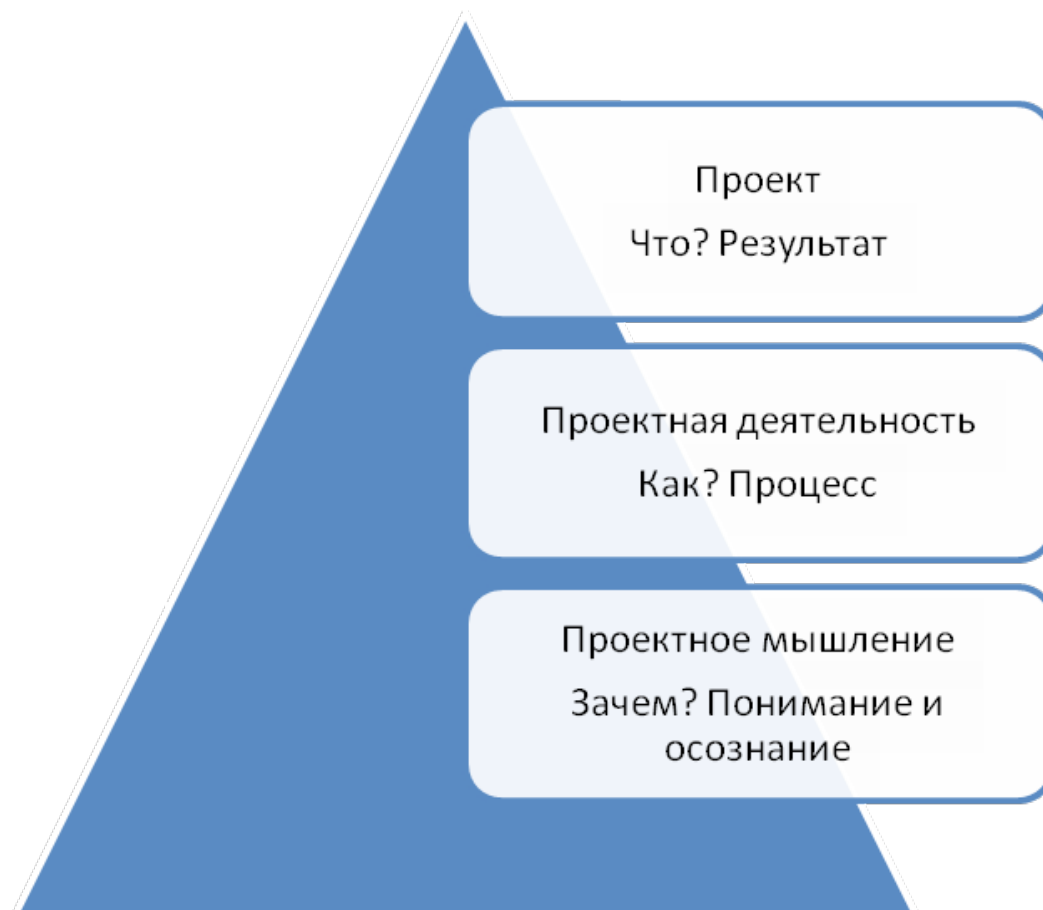 Проект
Что? Результат
Проектная деятельность
Как? Процесс
Проектное мышление
Зачем? Понимание и
осознание